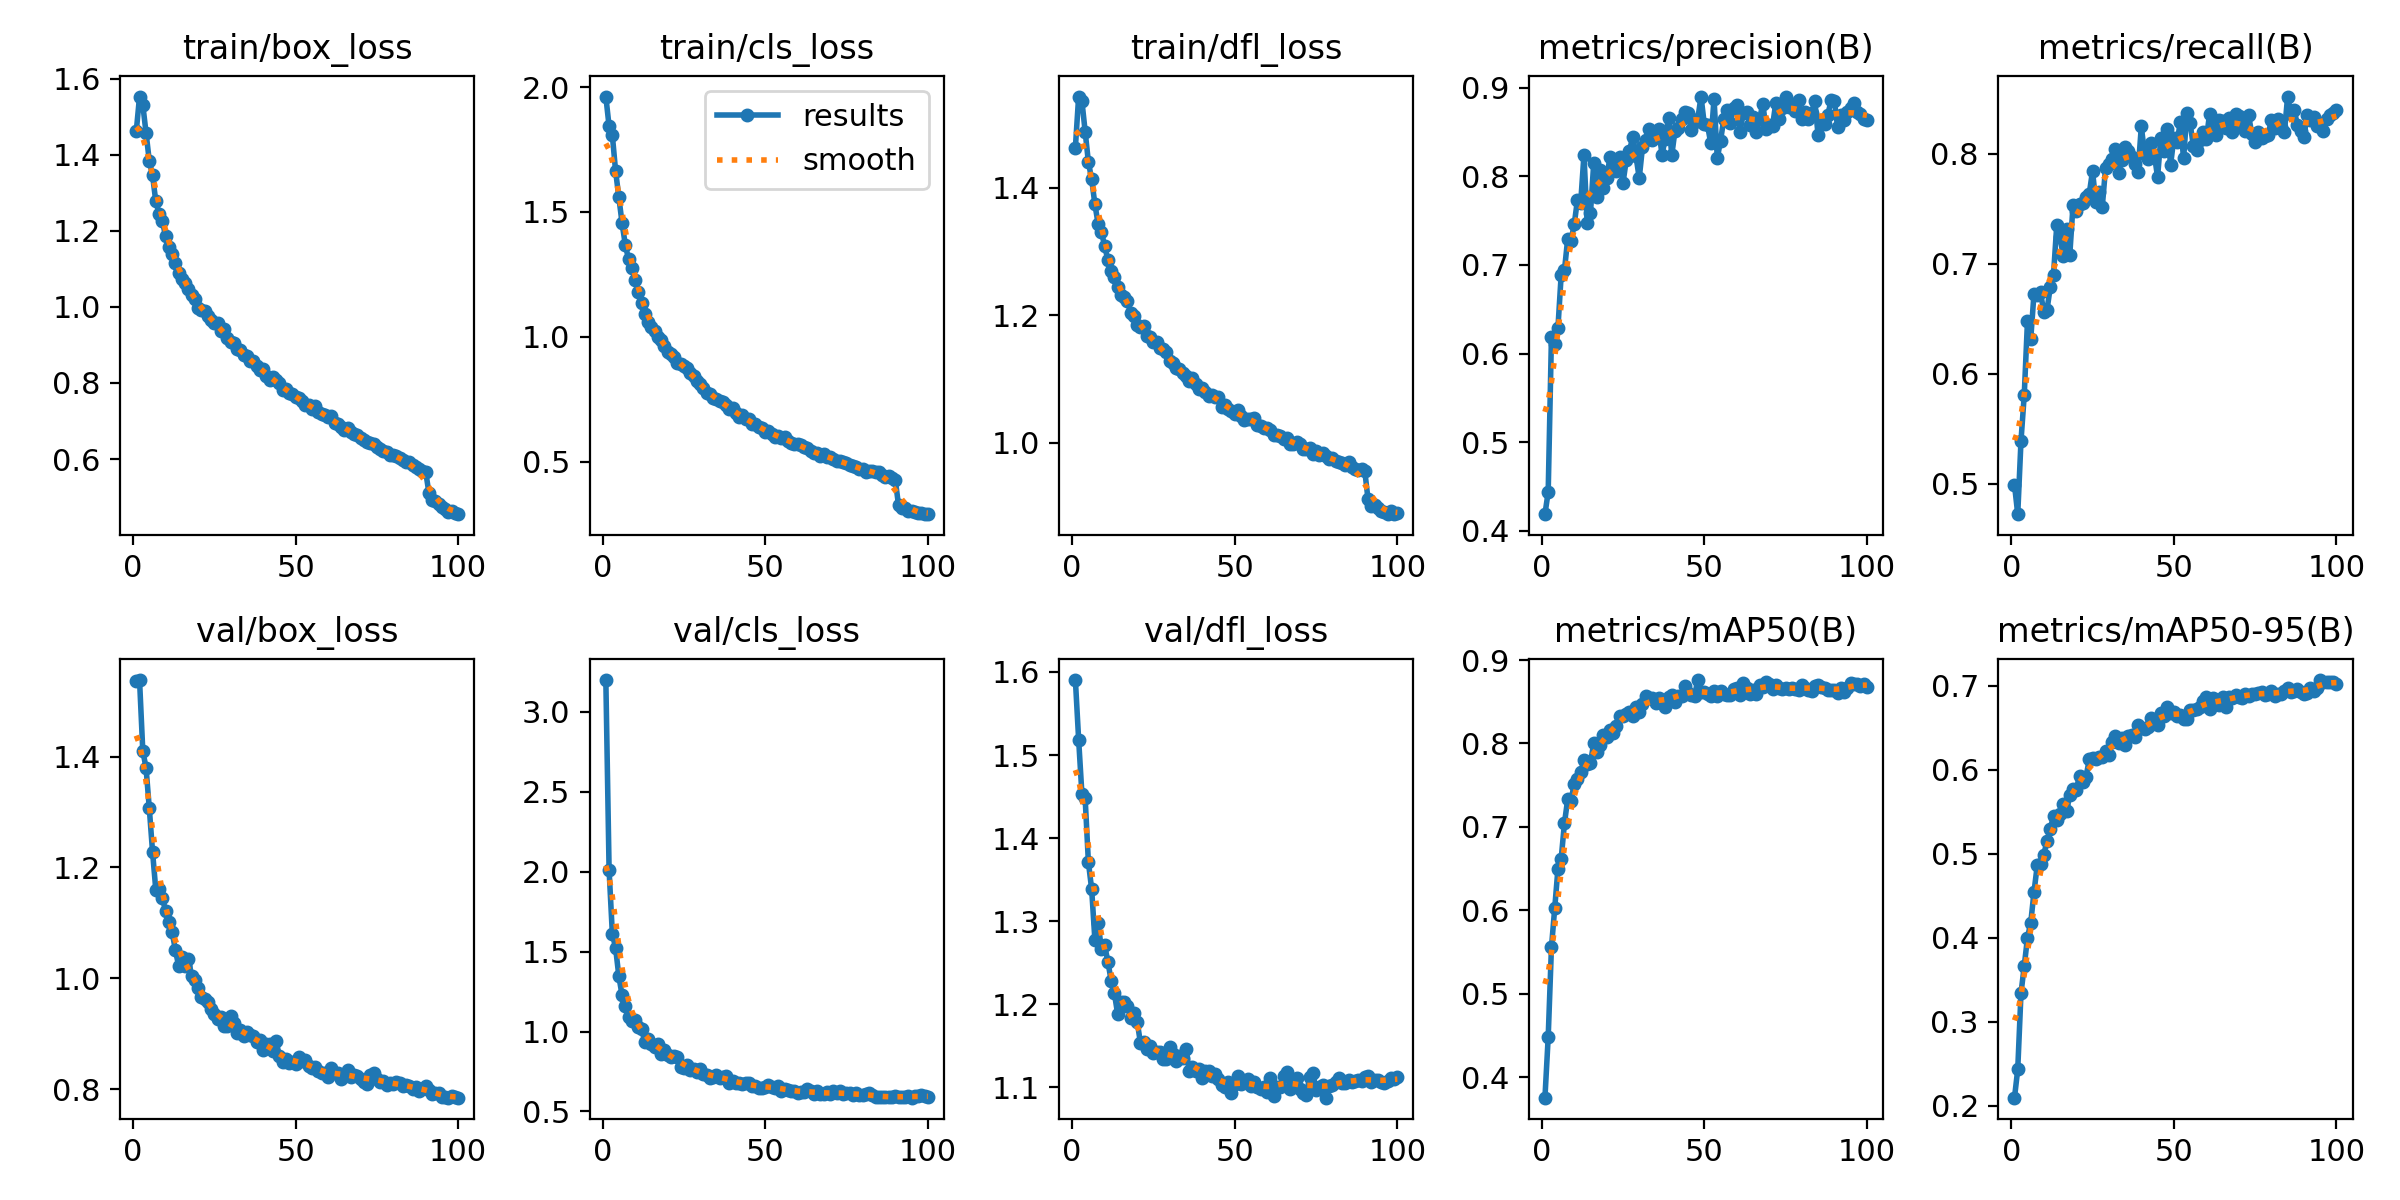 train/box_loss
1.6
1.4
1.2
1.0
0.8
0.6
0 50 100
train/cls_loss
results
smooth
2.0
1.5
1.0
0.5
0 50 100
train/dfl_loss
1.4
1.2
1.0
0 50 100
metrics/precision(B)
0.9
0.8
0.7
0.6
0.5
0.4
0 50 100
metrics/recall(B)
0.8
0.7
0.6
0.5
0 50 100
val/box_loss
1.4
1.2
1.0
0.8
0 50 100
val/cls_loss
3.0
2.5
2.0
1.5
1.0
0.5
0 50 100
val/dfl_loss
1.6
1.5
1.4
1.3
1.2
1.1
0 50 100
metrics/mAP50(B)
0.9
0.8
0.7
0.6
0.5
0.4
0 50 100
metrics/mAP50-95(B)
0.7
0.6
0.5
0.4
0.3
0.2
0 50 100